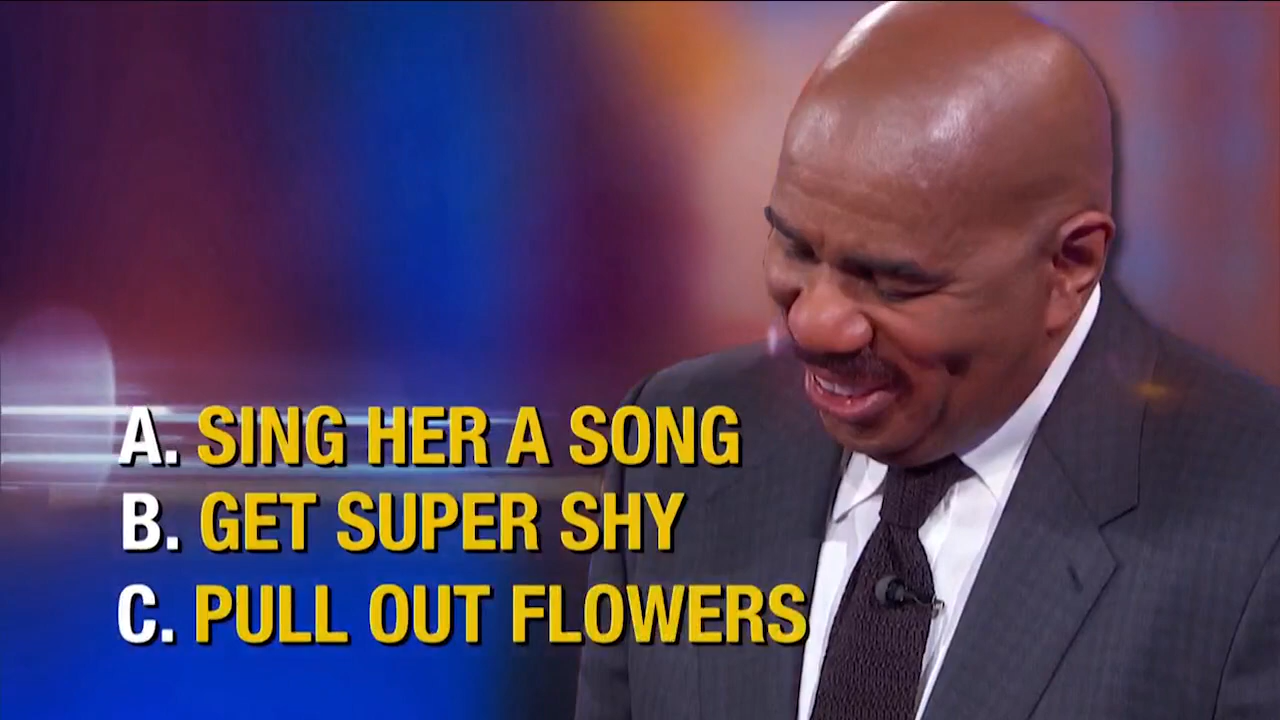 A. SING HER A SONG
B. GET SUPER SHY
C. PULL OUT FLOWERS